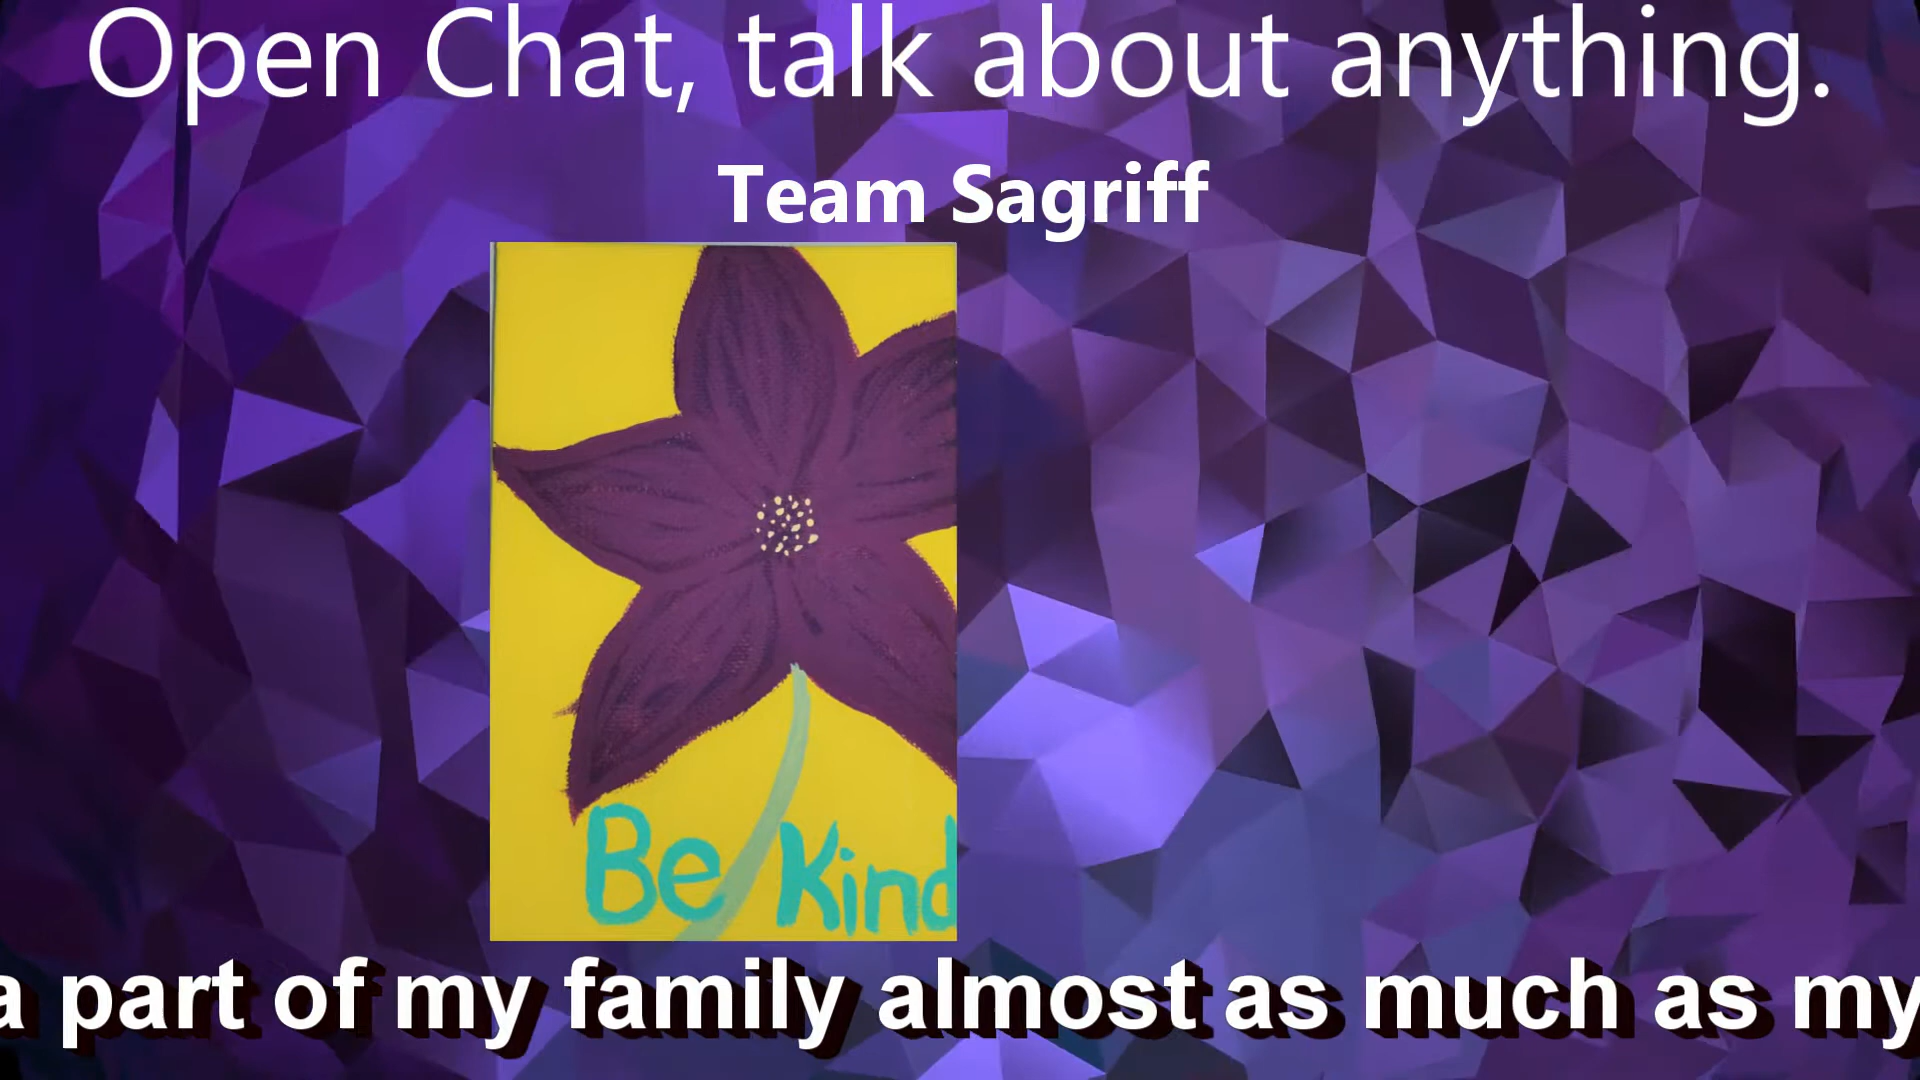 Open Chat, talk about anything.
Team Sagriff
Be Kind
a part of my family almost as much as my